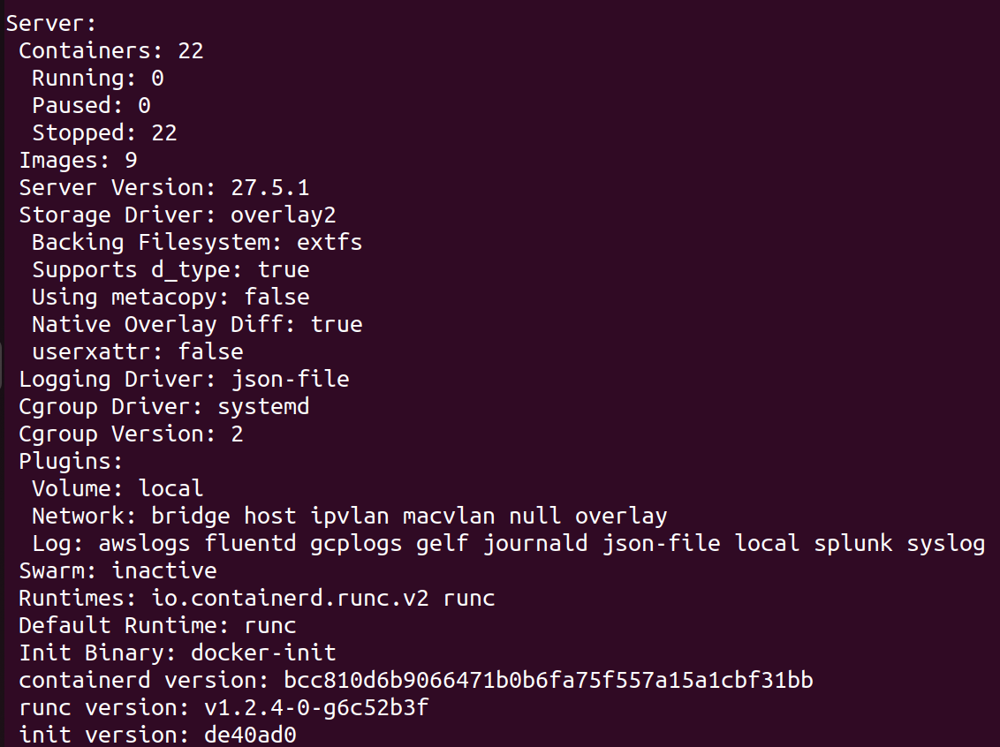 Server:
 Containers: 22
  Running: 0
  Paused: 0
  Stopped: 22
 Images: 9
 Server Version: 27.5.1
 Storage Driver: overlay2
  Backing Filesystem: extfs
  Supports d_type: true
  Using metacopy: false
  Native Overlay Diff: true
  userxattr: false
 Logging Driver: json-file
 Cgroup Driver: systemd
 Cgroup Version: 2
 Plugins:
  Volume: local
  Network: bridge host ipvlan macvlan null overlay
  Log: awslogs fluentd gcplogs gelf journald json-file local splunk syslog
 Swarm: inactive
 Runtimes: io.containerd.runc.v2 runc
 Default Runtime: runc
 Init Binary: docker-init
 containerd version: bcc810d6b9066471b0b6fa75f557a15a1cbf31bb
 runc version: v1.2.4-0-g6c52b3f
 init version: de40ad0